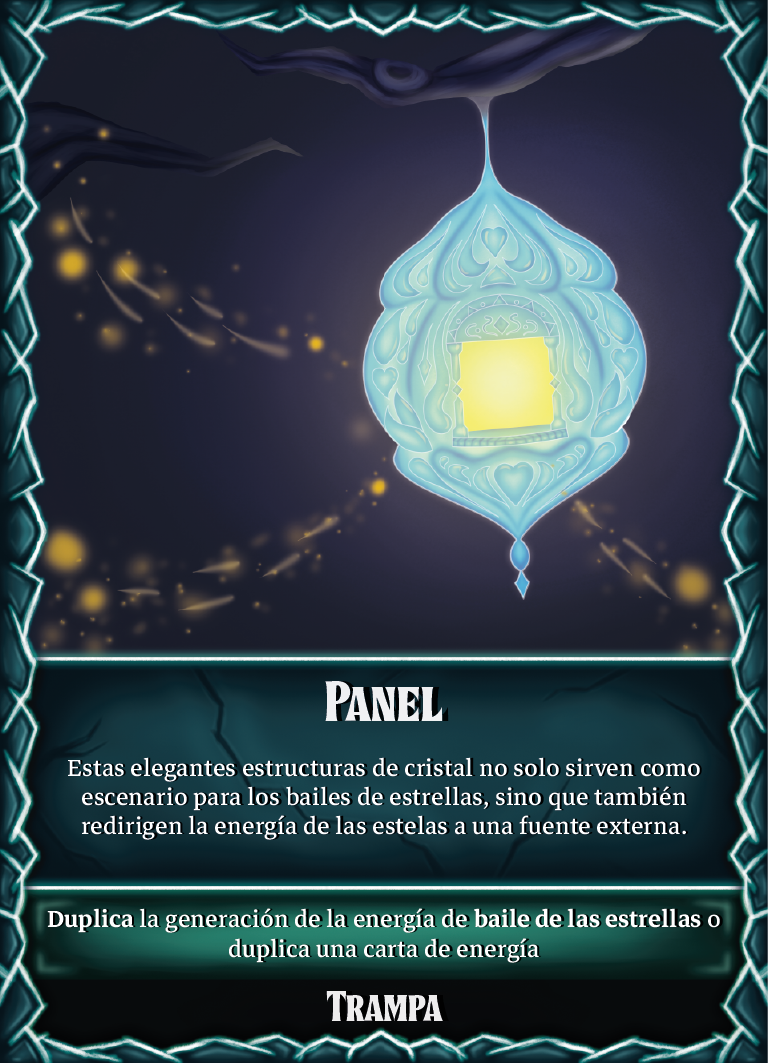 Panel
Estas elegantes estructuras de cristal no solo sirven como
escenario para los bailes de estrellas, sino que también
redirigen la energía de las estelas a una fuente externa.
Duplica la generación de la energía de baile de las estrellas o
duplica una carta de energía
Trampa